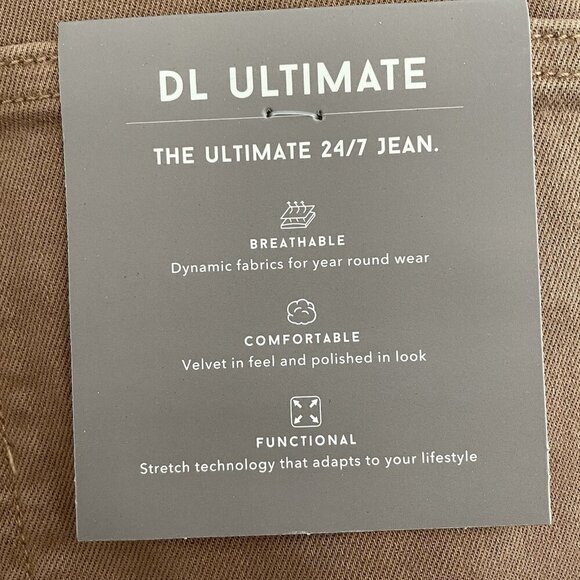 DL ULTIMATE
THE ULTIMATE 24/7 JEAN.
BREATHABLE
Dynamic fabrics for year round wear
COMFORTABLE
Velvet in feel and polished in look
FUNCTIONAL
Stretch technology that adapts to your lifestyle